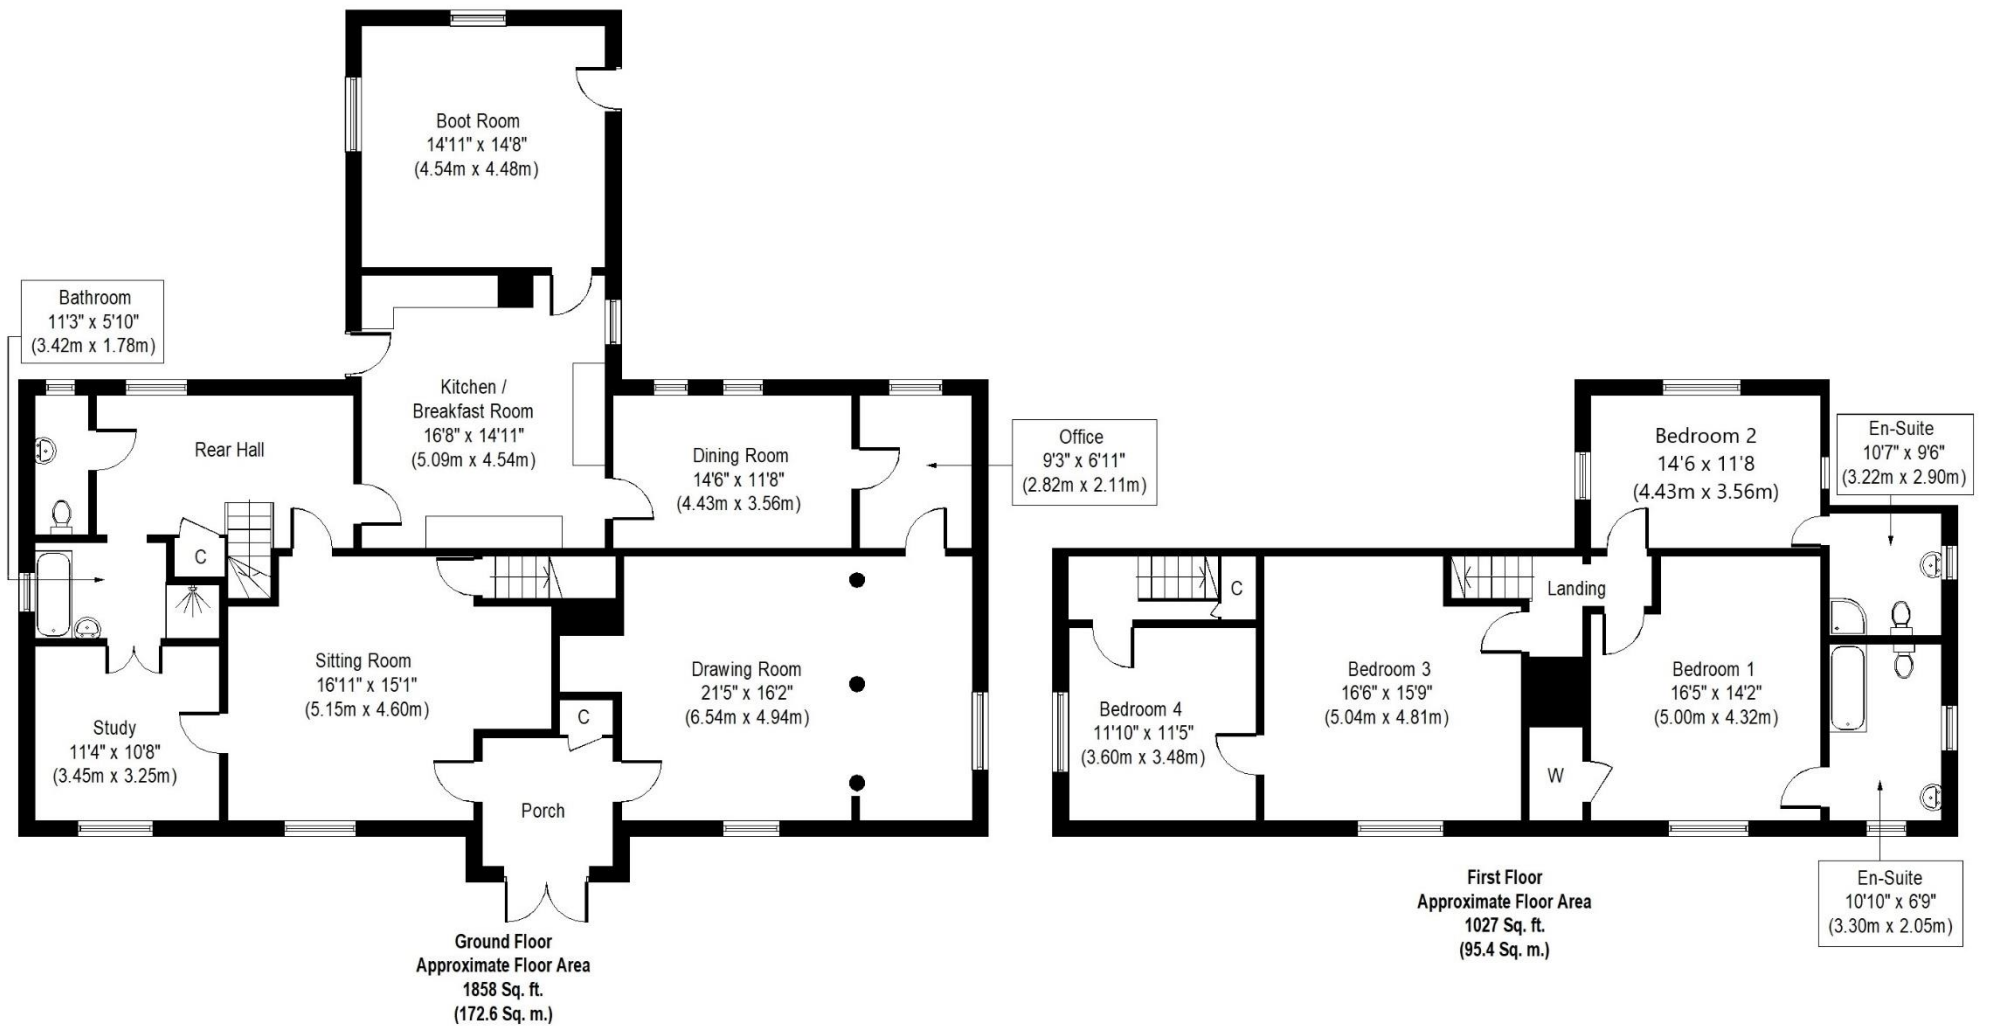 Boot Room
14'11" x 14'8"
(4.54m x 4.48m)
Bathroom
11'3" x 5'10"
(3.42m x 1.78m)
Rear Hall
Kitchen /
Breakfast Room
16'8" x 14'11"
(5.09m x 4.54m)
Dining Room
14'6" x 11'8"
(4.43m x 3.56m)
Office
9'3" x 6'11"
(2.82m x 2.11m)
C
Sitting Room
16'11" x 15'1"
(5.15m x 4.60m)
Drawing Room
21'5" x 16'2"
(6.54m x 4.94m)
Study
11'4" x 10'8"
(3.45m x 3.25m)
C
Porch
Ground Floor
Approximate Floor Area
1858 Sq. ft.
(172.6 Sq. m.)
Bedroom 2
14'6 x 11'8
(4.43m x 3.56m)
En-Suite
10'7" x 9'6"
(3.22m x 2.90m)
C
Landing
Bedroom 4
11'10" x 11'5"
(3.60m x 3.48m)
Bedroom 3
16'6" x 15'9"
(5.04m x 4.81m)
Bedroom 1
16'5" x 14'2"
(5.00m x 4.32m)
W
En-Suite
10'10" x 6'9"
(3.30m x 2.05m)
First Floor
Approximate Floor Area
1027 Sq. ft.
(95.4 Sq. m.)